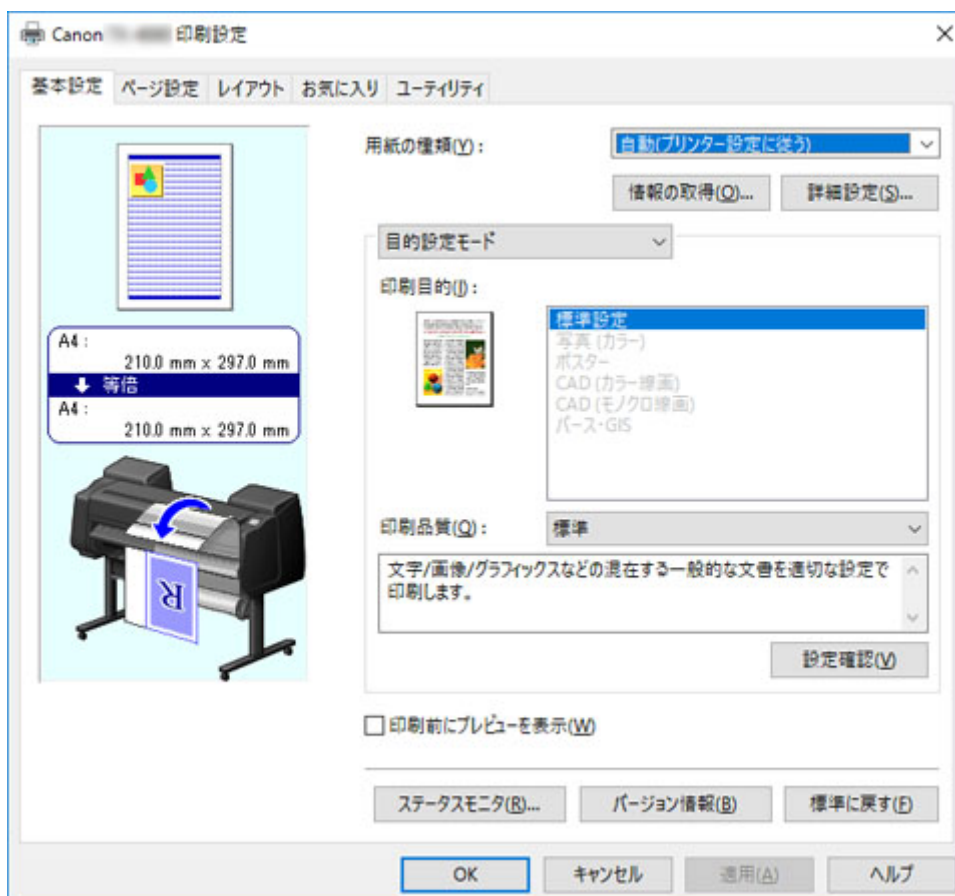 Canon 印刷設定
基本設定 ページ設定 レイアウト お気に入り ユーティリティ
用紙の種類(Y): 自動(プリンター設定に従う)
情報の取得(O)... 詳細設定(S)...
目的設定モード
印刷目的(J):
標準設定
写真 (カラー)
ポスター
CAD (カラー線画)
CAD (モノクロ線画)
パース・GIS
A4 :
210.0 mm x 297.0 mm
等倍
A4 :
210.0 mm x 297.0 mm
R
印刷品質(Q): 標準
文字/画像/グラフィックスなどの混在する一般的な文書を適切な設定で
印刷します。
設定確認(V)
印刷前にプレビューを表示(W)
ステータスモニタ(R)... バージョン情報(B) 標準に戻す(F)
OK キャンセル 適用(A) ヘルプ